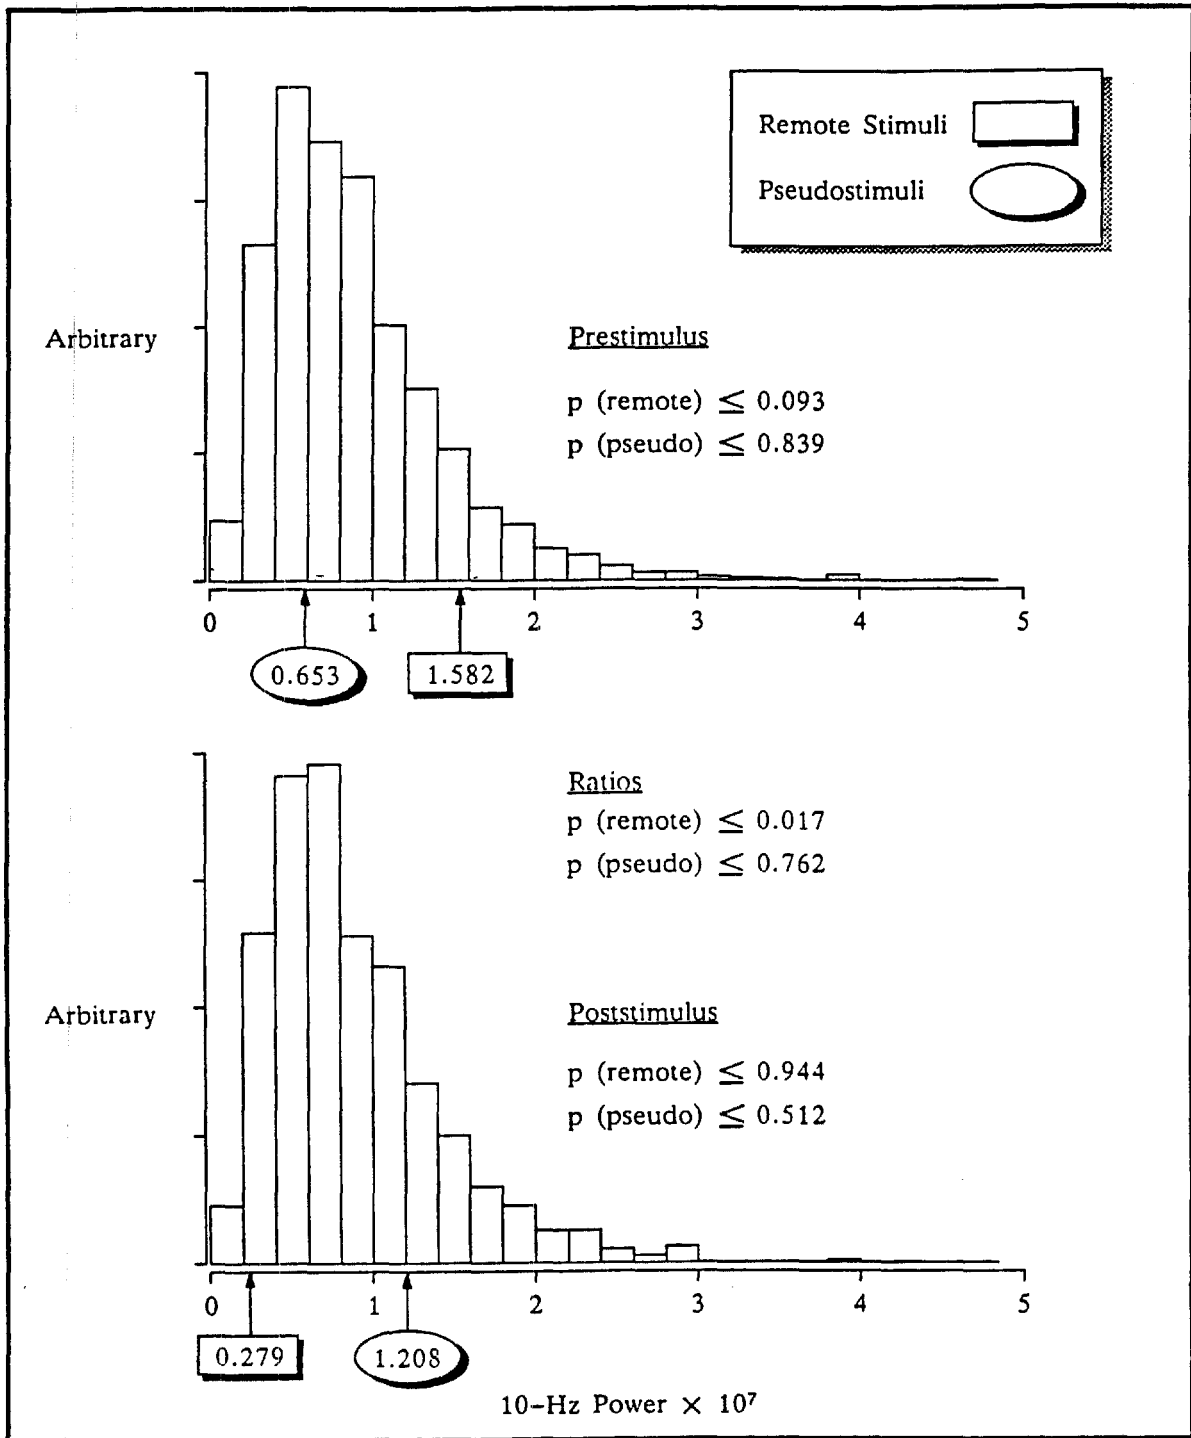 Remote Stimuli
Pseudostimuli
Arbitrary
Prestimulus
p (remote) ≤ 0.093
p (pseudo) ≤ 0.839
0 1 2 3 4 5
0.653 1.582
Ratios
p (remote) ≤ 0.017
p (pseudo) ≤ 0.762
Arbitrary
Poststimulus
p (remote) ≤ 0.944
p (pseudo) ≤ 0.512
0 1 2 3 4 5
0.279 1.208
10-Hz Power × 10⁷